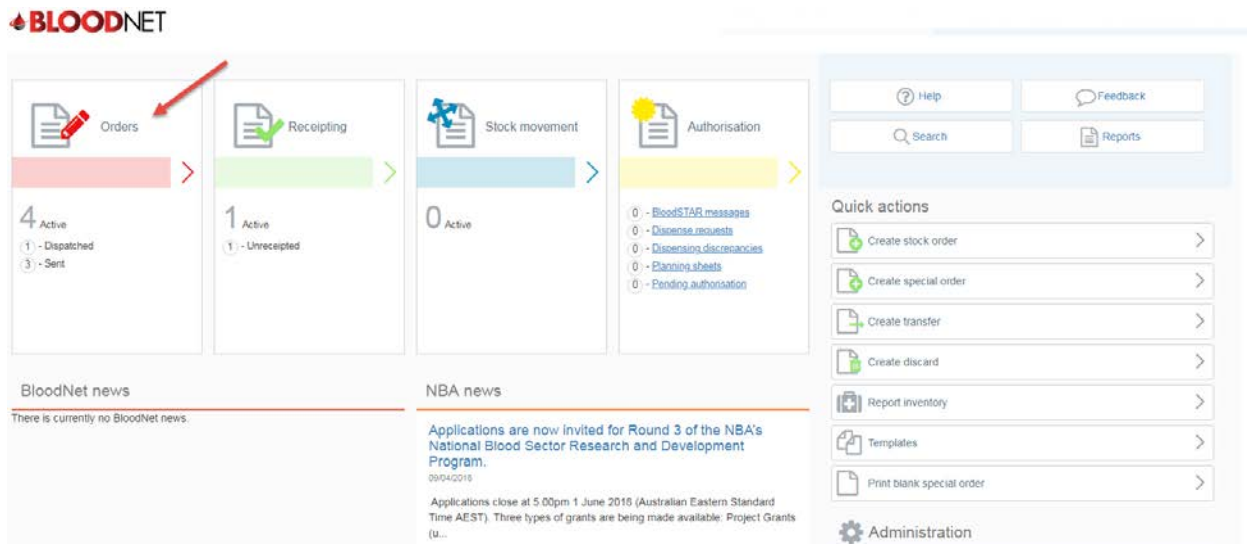 BLOODNET
Orders
Receipting
Stock movement
Authorisation
4 Active
1 - Dispatched
3 - Sent
1 Active
1 - Unreceipted
0 Active
0 - BloodSTAR messages
0 - Dispense requests
0 - Dispensing discrepancies
0 - Planning sheets
0 - Pending authorisation
Help
Feedback
Search
Reports
Quick actions
Create stock order
Create special order
Create transfer
Create discard
Report inventory
Templates
Print blank special order
Administration
BloodNet news
There is currently no BloodNet news.
NBA news
Applications are now invited for Round 3 of the NBA's
National Blood Sector Research and Development
Program.
09/04/2018
Applications close at 5.00pm 1 June 2018 (Australian Eastern Standard
Time AEST). Three types of grants are being made available: Project Grants
(u...